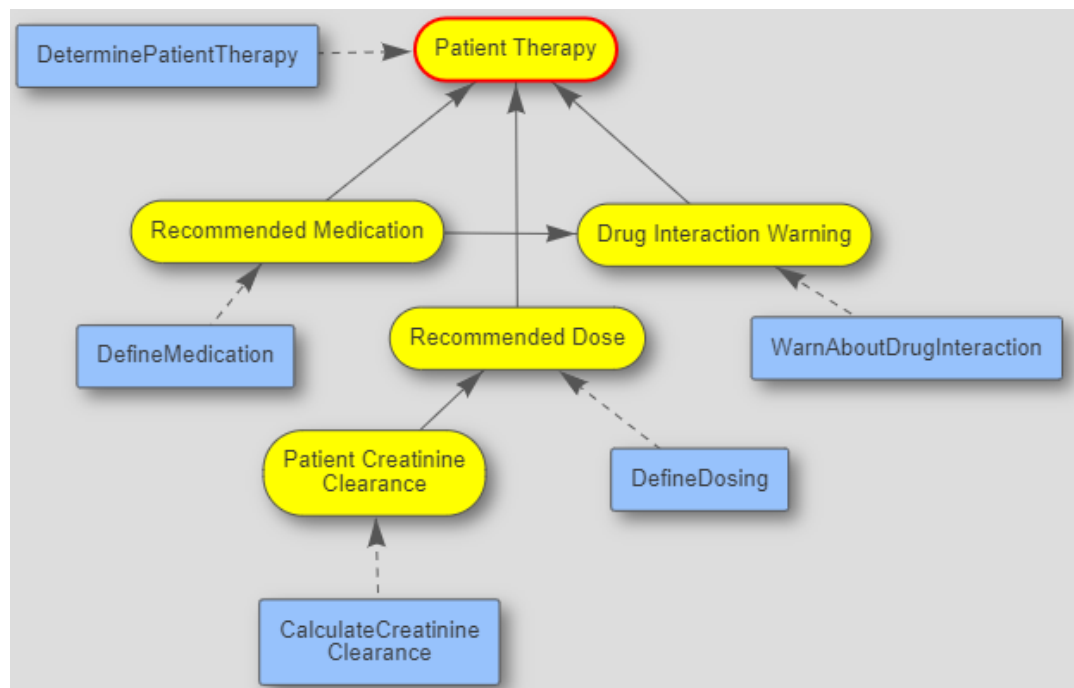 Patient Therapy
DeterminePatientTherapy
Recommended Medication
Drug Interaction Warning
Recommended Dose
DefineMedication
WarnAboutDrugInteraction
Patient Creatinine
Clearance
DefineDosing
CalculateCreatinine
Clearance